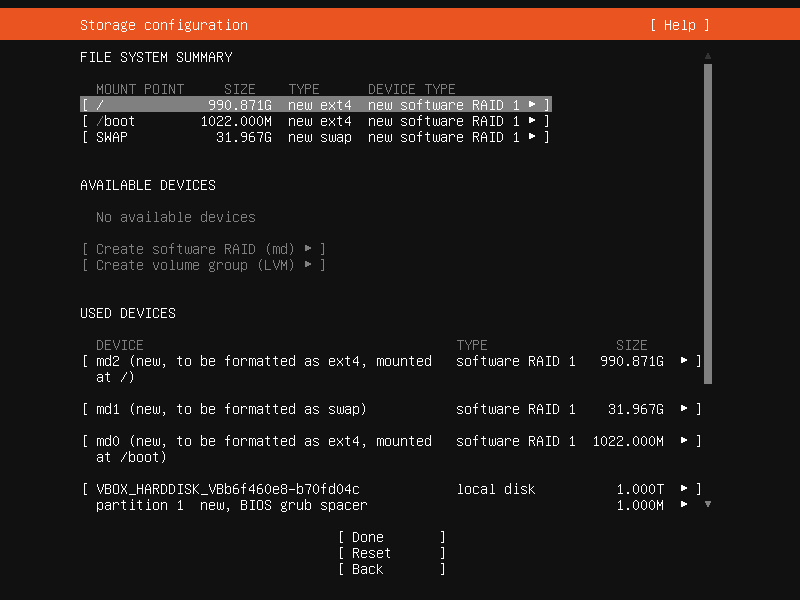 Storage configuration [ Help ]
FILE SYSTEM SUMMARY
MOUNT POINT SIZE TYPE DEVICE TYPE
[ / 990.871G new ext4 new software RAID 1 ▸ ]
[ /boot 1022.000M new ext4 new software RAID 1 ▸ ]
[ SWAP 31.967G new swap new software RAID 1 ▸ ]
AVAILABLE DEVICES
No available devices
[ Create software RAID (md) ▸ ]
[ Create volume group (LVM) ▸ ]
USED DEVICES
DEVICE TYPE SIZE
[ md2 (new, to be formatted as ext4, mounted software RAID 1 990.871G ▸ ]
at /)
[ md1 (new, to be formatted as swap) software RAID 1 31.967G ▸ ]
[ md0 (new, to be formatted as ext4, mounted software RAID 1 1022.000M ▸ ]
at /boot)
[ VBOX_HARDDISK_VBb6f460e8-b70fd04c local disk 1.000T ▸ ]
partition 1 new, BIOS grub spacer 1.000M ▸
[ Done ]
[ Reset ]
[ Back ]